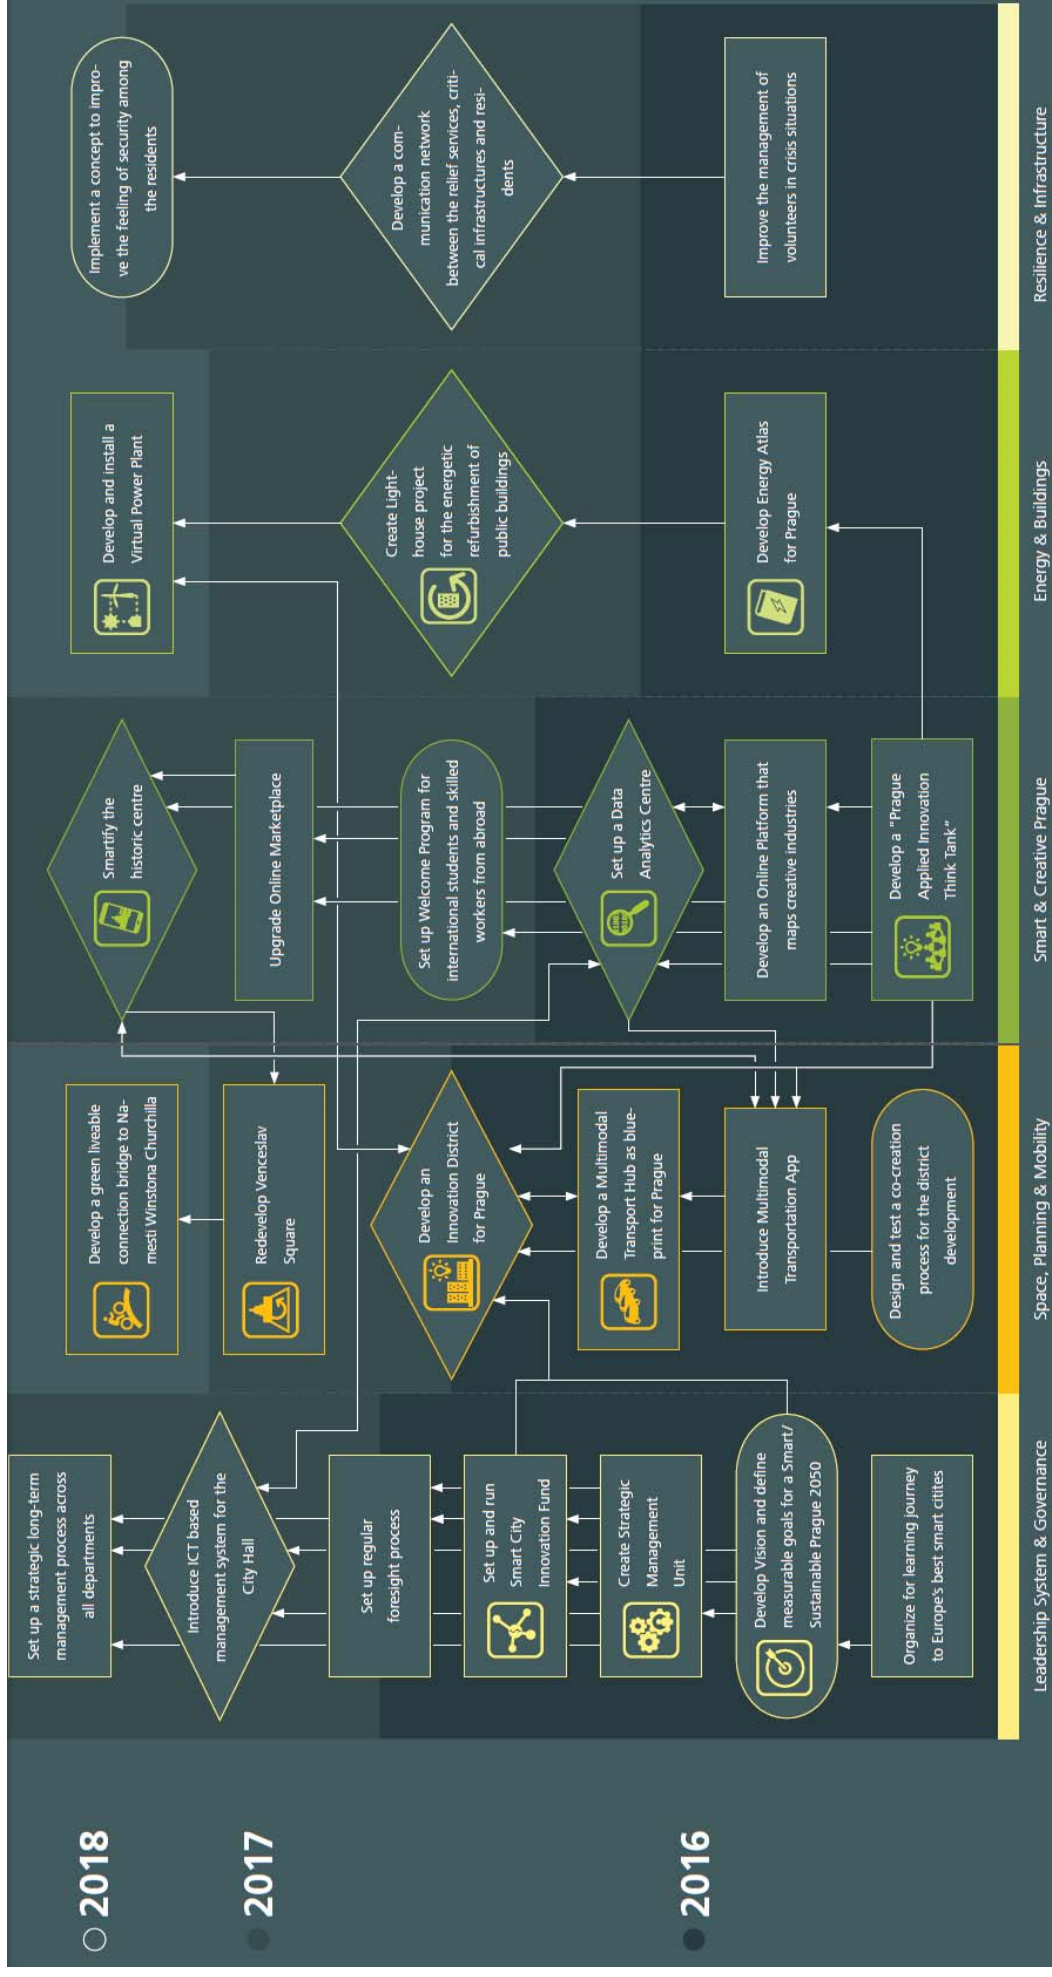 2018
2017
2016
Set up a strategic long-term
management process across
all departments
Introduce ICT based
management system for the
City Hall
Set up regular
foresight process
Set up and run
Smart City
Innovation Fund
Create Strategic
Management
Unit
Develop Vision and define
measurable goals for a Smart/
Sustainable Prague 2050
Organize for learning journey
to Europe's best smart citites
Leadership System & Governance
Develop a green liveable
connection bridge to Na-
mesti Winstona Churchilla
Redevelop Venceslav
Square
Develop an
Innovation District
for Prague
Develop a Multimodal
Transport Hub as blue-
print for Prague
Introduce Multimodal
Transportation App
Design and test a co-creation
process for the district
development
Space, Planning & Mobility
Smartify the
historic centre
Upgrade Online Marketplace
Set up Welcome Program for
international students and skilled
workers from abroad
Set up a Data
Analytics Centre
Develop an Online Platform that
maps creative industries
Develop a "Prague
Applied Innovation
Think Tank"
Smart & Creative Prague
Develop and install a
Virtual Power Plant
Create Light-
house project
for the energetic
refurbishment of
public buildings
Develop Energy Atlas
for Prague
Energy & Buildings
Implement a concept to impro-
ve the feeling of security among
the residents
Develop a com-
munication network
between the relief services, criti-
cal infrastructures and resi-
dents
Improve the management of
volunteers in crisis situations
Resilience & Infrastructure